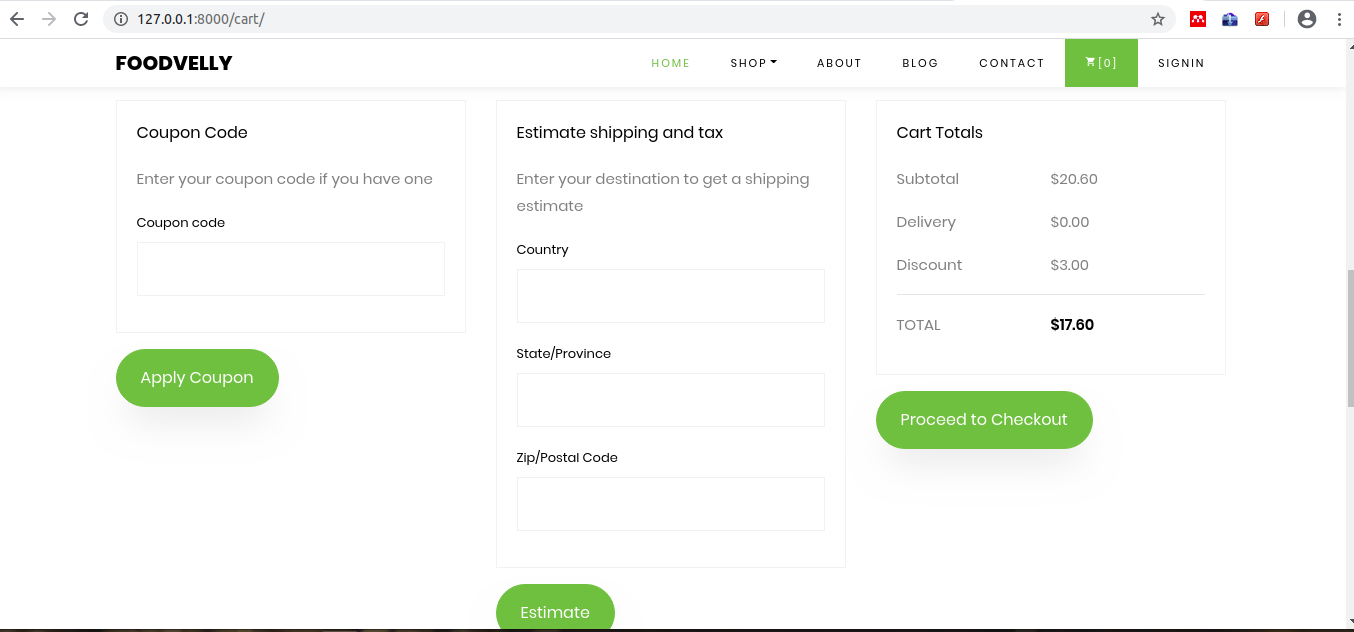 127.0.0.1:8000/cart/
FOODVELLY
HOME
SHOP
ABOUT
BLOG
CONTACT
[0]
SIGNIN
Coupon Code
Enter your coupon code if you have one
Coupon code
Apply Coupon
Estimate shipping and tax
Enter your destination to get a shipping
estimate
Country
State/Province
Zip/Postal Code
Estimate
Cart Totals
Subtotal $20.60
Delivery $0.00
Discount $3.00
TOTAL $17.60
Proceed to Checkout